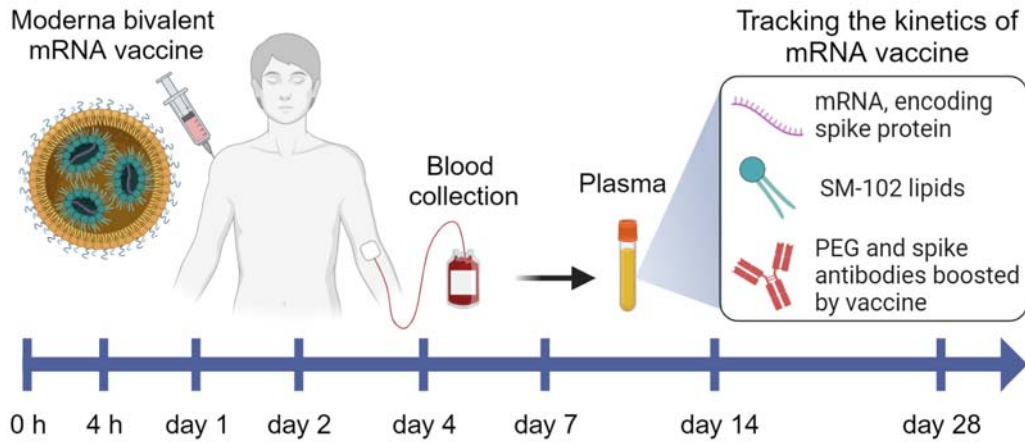 Moderna bivalent
mRNA vaccine
Blood
collection
Plasma
Tracking the kinetics of
mRNA vaccine
mRNA, encoding
spike protein
SM-102 lipids
PEG and spike
antibodies boosted
by vaccine
0 h
4 h
day 1
day 2
day 4
day 7
day 14
day 28